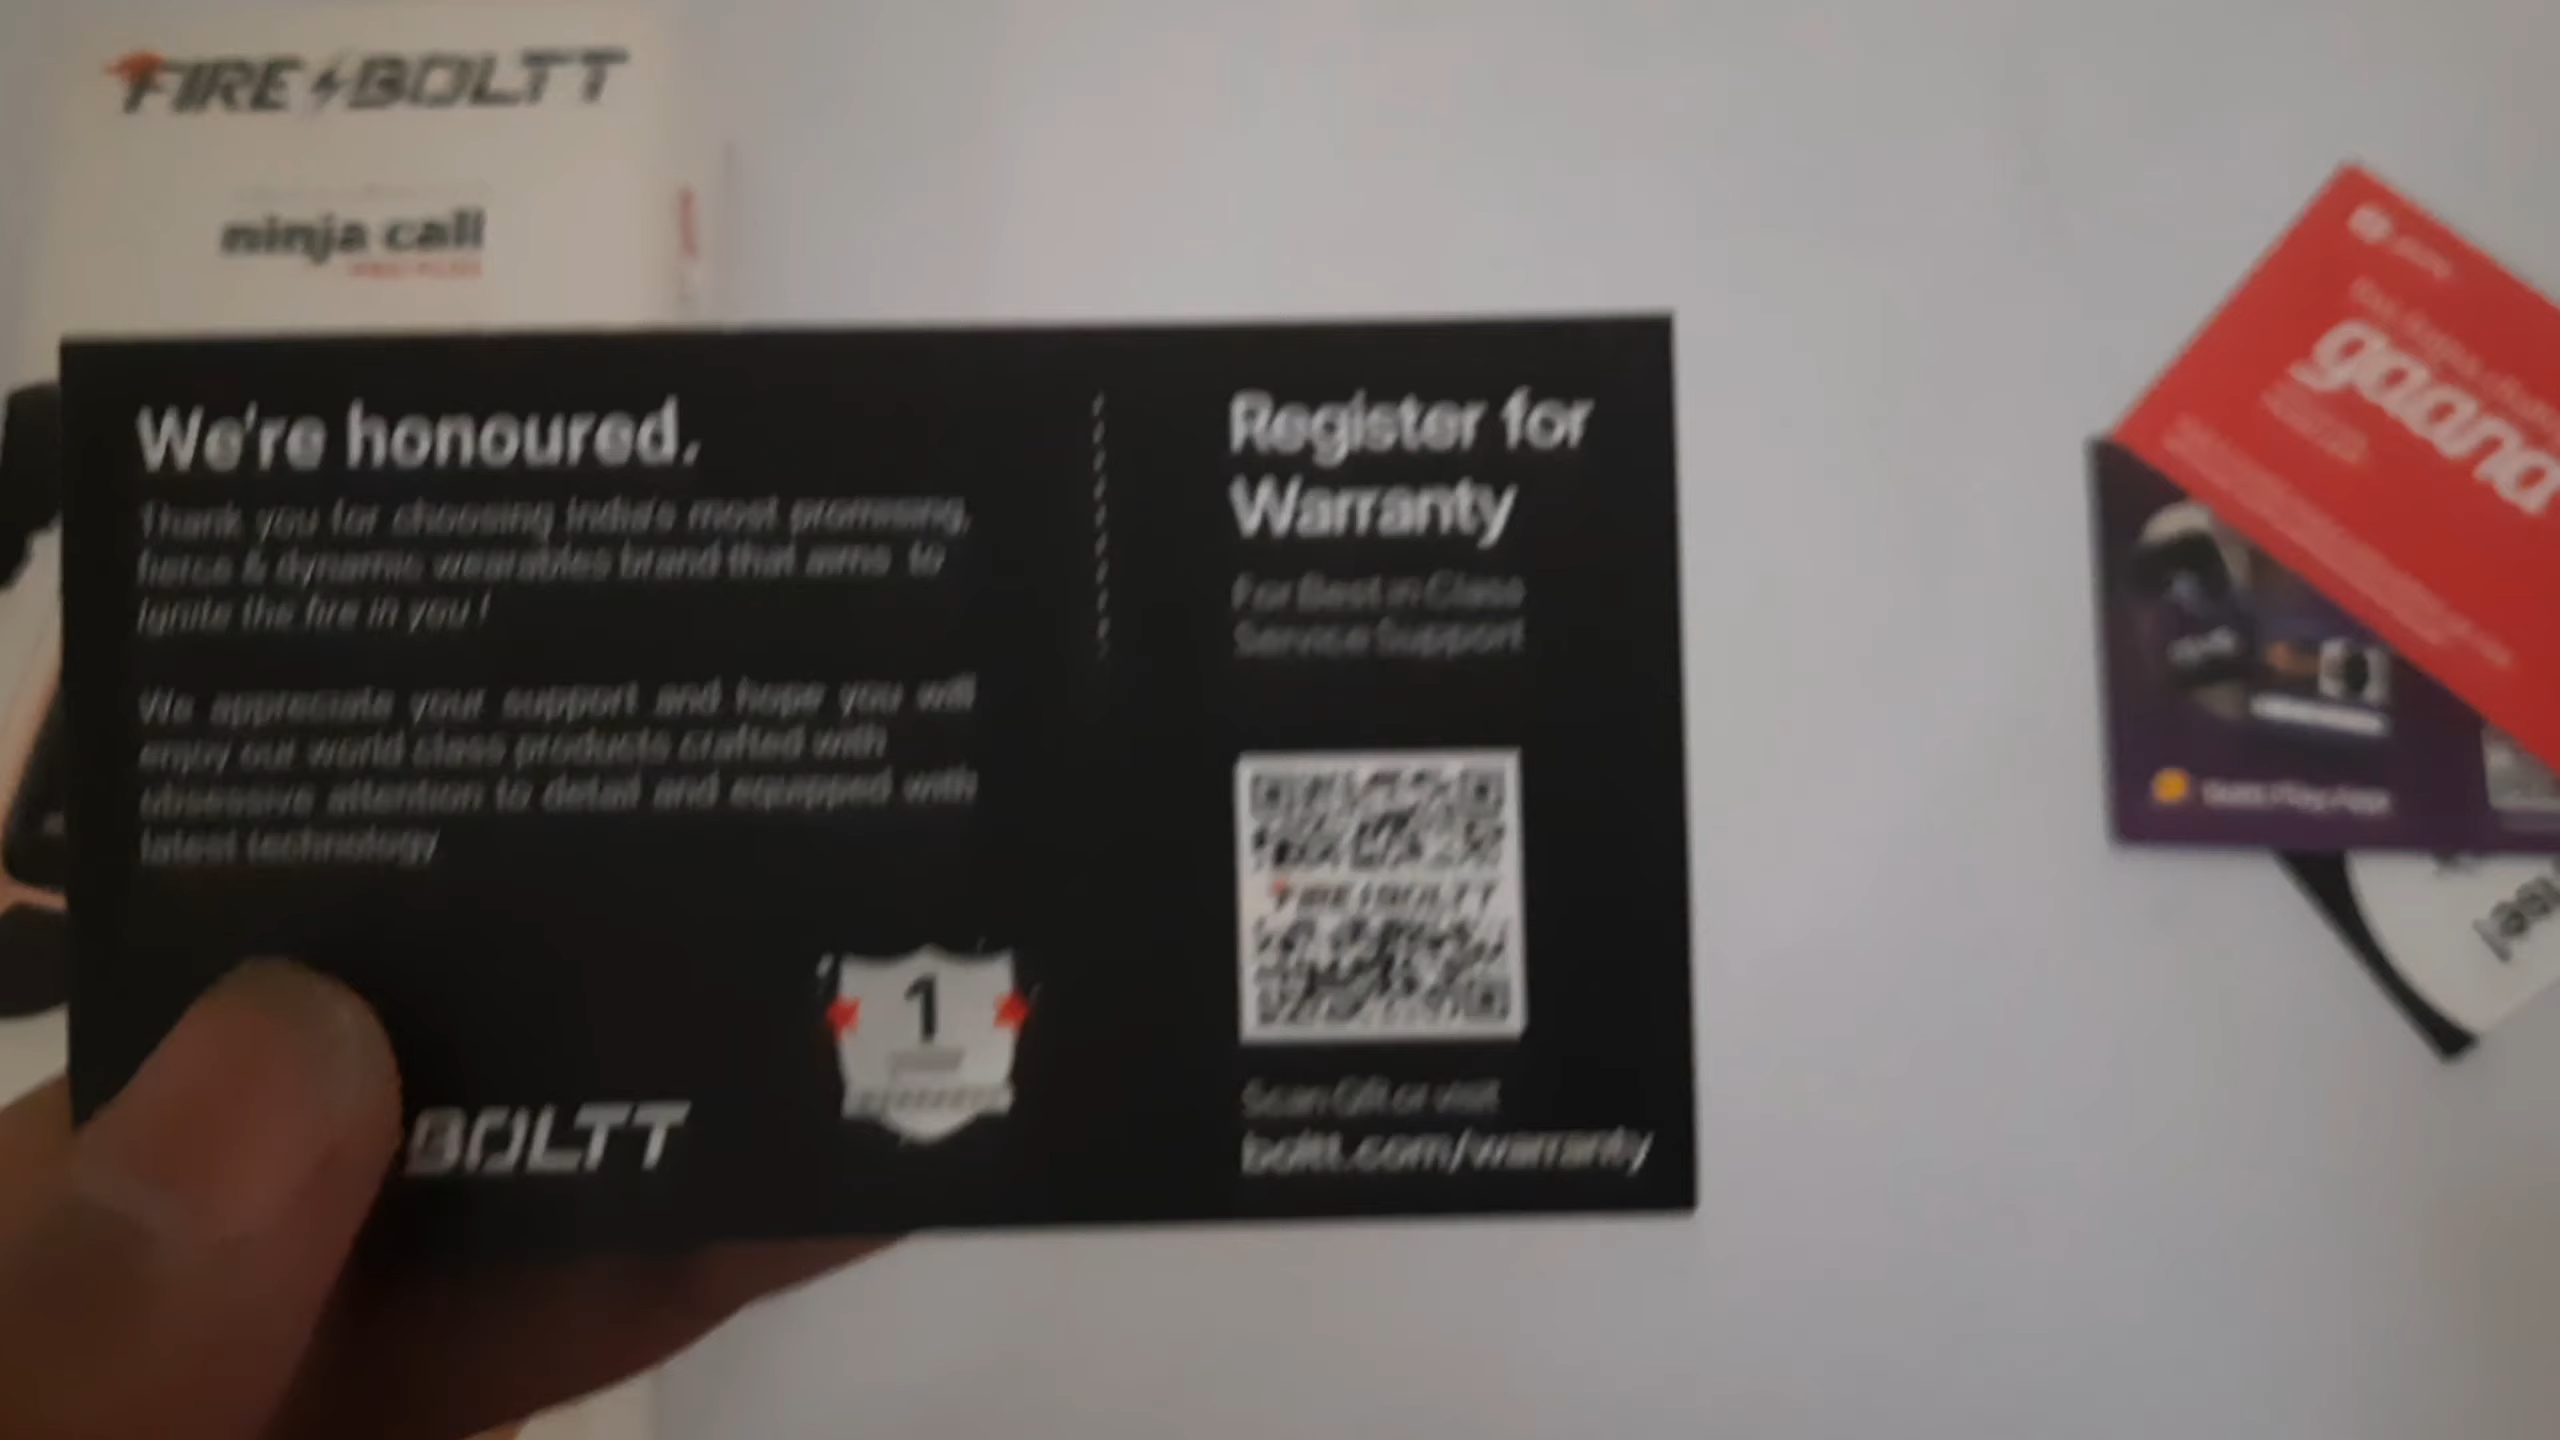 FIRE BOLTT
ninja call
We're honoured.
Thank you for choosing India's most promising,
fierce & dynamic wearables brand that aims to
Ignite the fire in you !
We appreciate your support and hope you will
enjoy our world class products crafted with
obsessive attention to detail and equipped with
latest technology
BOLTT
1
Register for
Warranty
For Best in Class
Service Support
FIRE BOLTT
Scan QR or visit
boltt.com/warranty
gaana